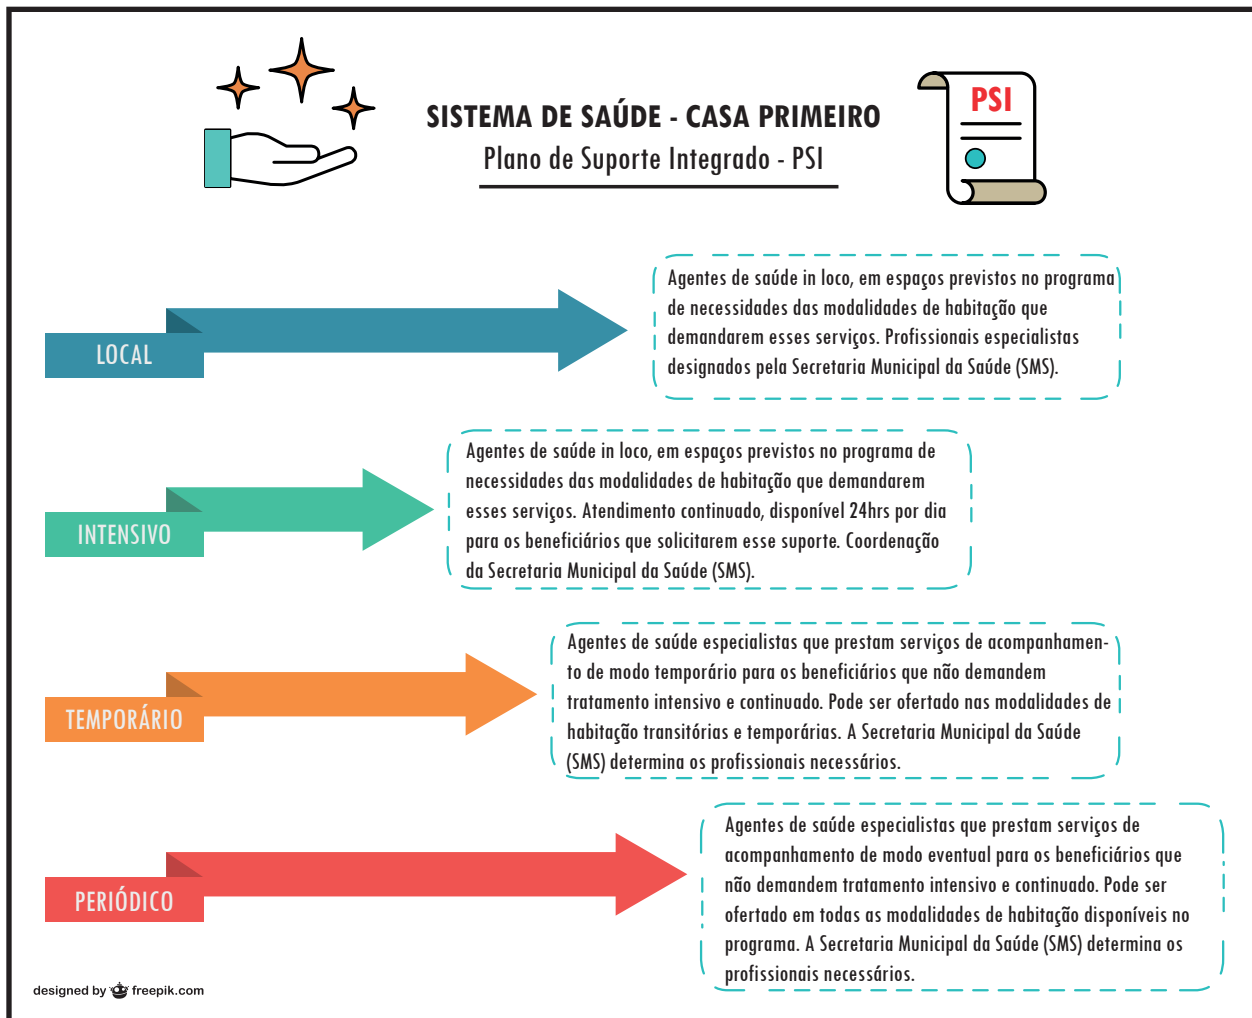 SISTEMA DE SAÚDE - CASA PRIMEIRO
Plano de Suporte Integrado - PSI
PSI
LOCAL
Agentes de saúde in loco, em espaços previstos no programa
de necessidades das modalidades de habitação que
demandarem esses serviços. Profissionais especialistas
designados pela Secretaria Municipal da Saúde (SMS).
INTENSIVO
Agentes de saúde in loco, em espaços previstos no programa de
necessidades das modalidades de habitação que demandarem
esses serviços. Atendimento continuado, disponível 24hrs por dia
para os beneficiários que solicitarem esse suporte. Coordenação
da Secretaria Municipal da Saúde (SMS).
TEMPORÁRIO
Agentes de saúde especialistas que prestam serviços de acompanhamen-
to de modo temporário para os beneficiários que não demandem
tratamento intensivo e continuado. Pode ser ofertado nas modalidades de
habitação transitórias e temporárias. A Secretaria Municipal da Saúde
(SMS) determina os profissionais necessários.
PERIÓDICO
Agentes de saúde especialistas que prestam serviços de
acompanhamento de modo eventual para os beneficiários que
não demandem tratamento intensivo e continuado. Pode ser
ofertado em todas as modalidades de habitação disponíveis no
programa. A Secretaria Municipal da Saúde (SMS) determina os
profissionais necessários.
designed by freepik.com